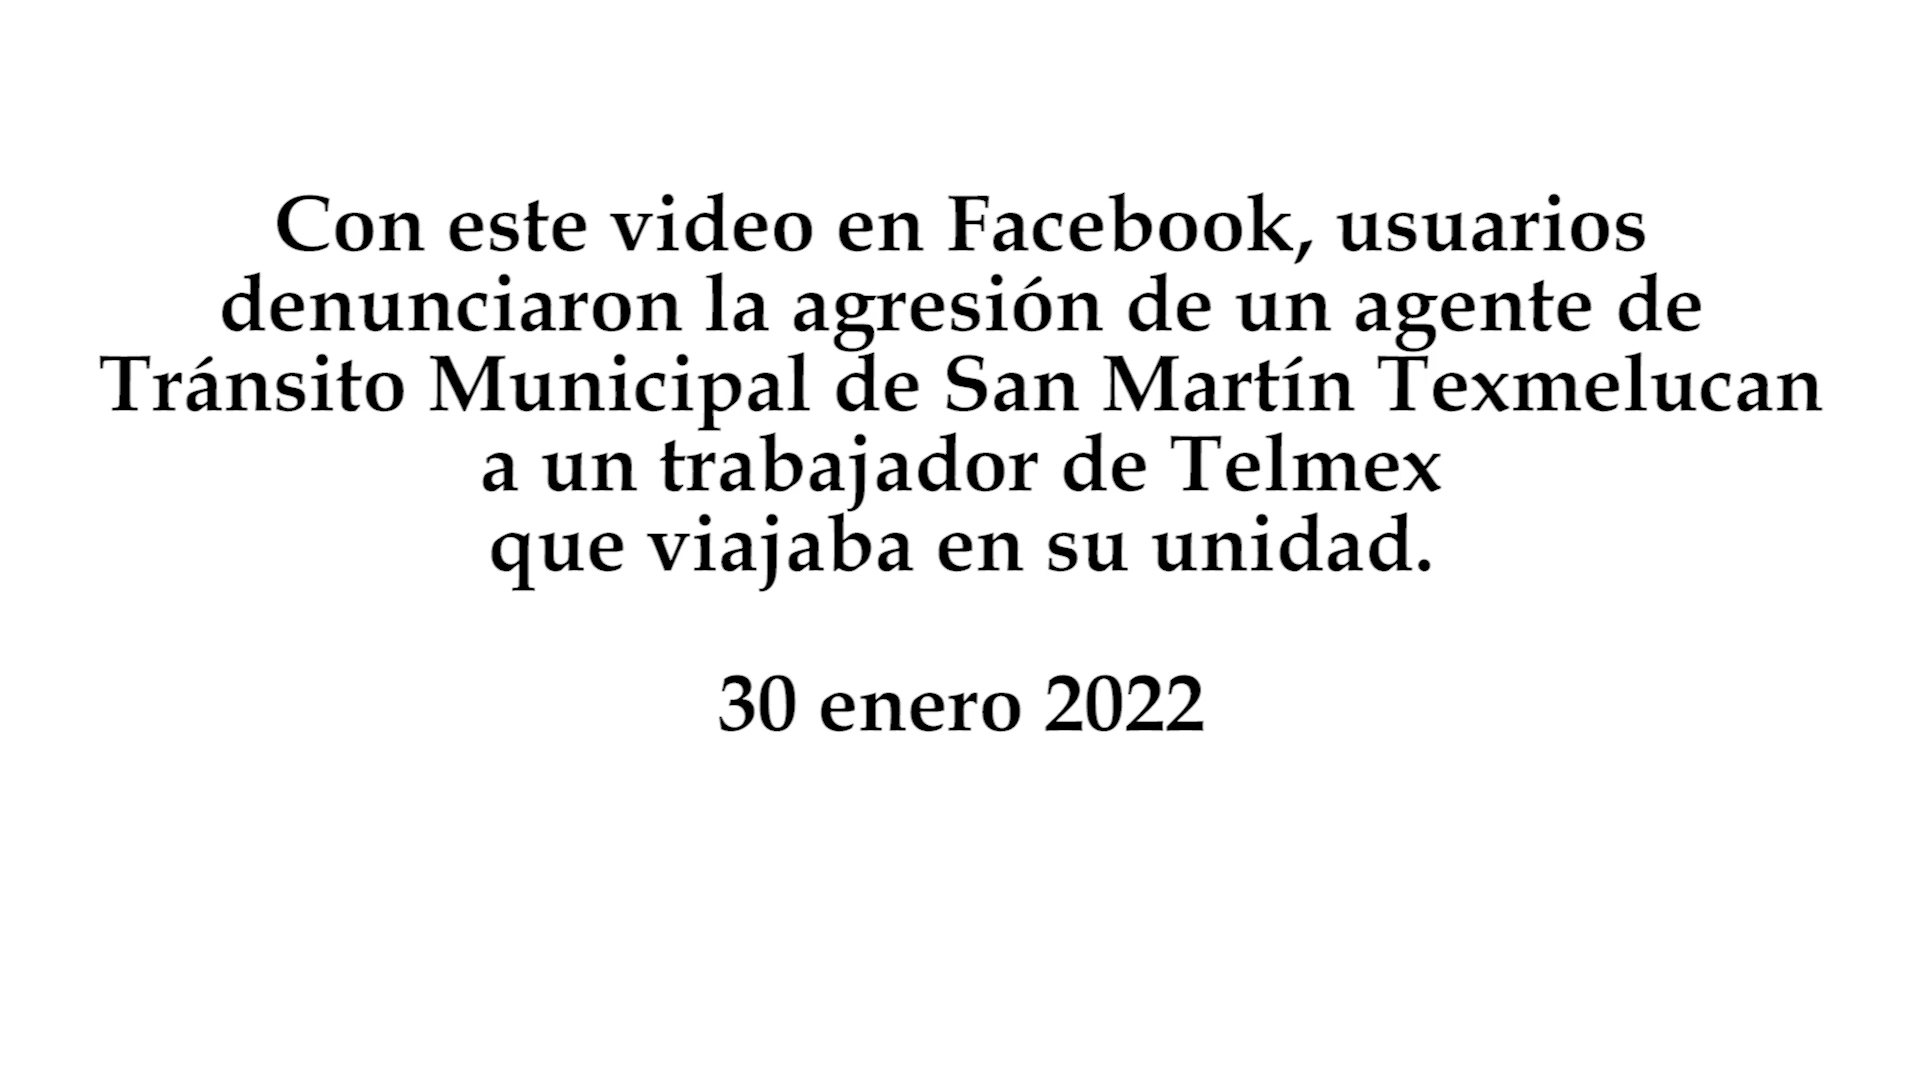 Con este video en Facebook, usuarios
denunciaron la agresión de un agente de
Tránsito Municipal de San Martín Texmelucan
a un trabajador de Telmex
que viajaba en su unidad.
30 enero 2022